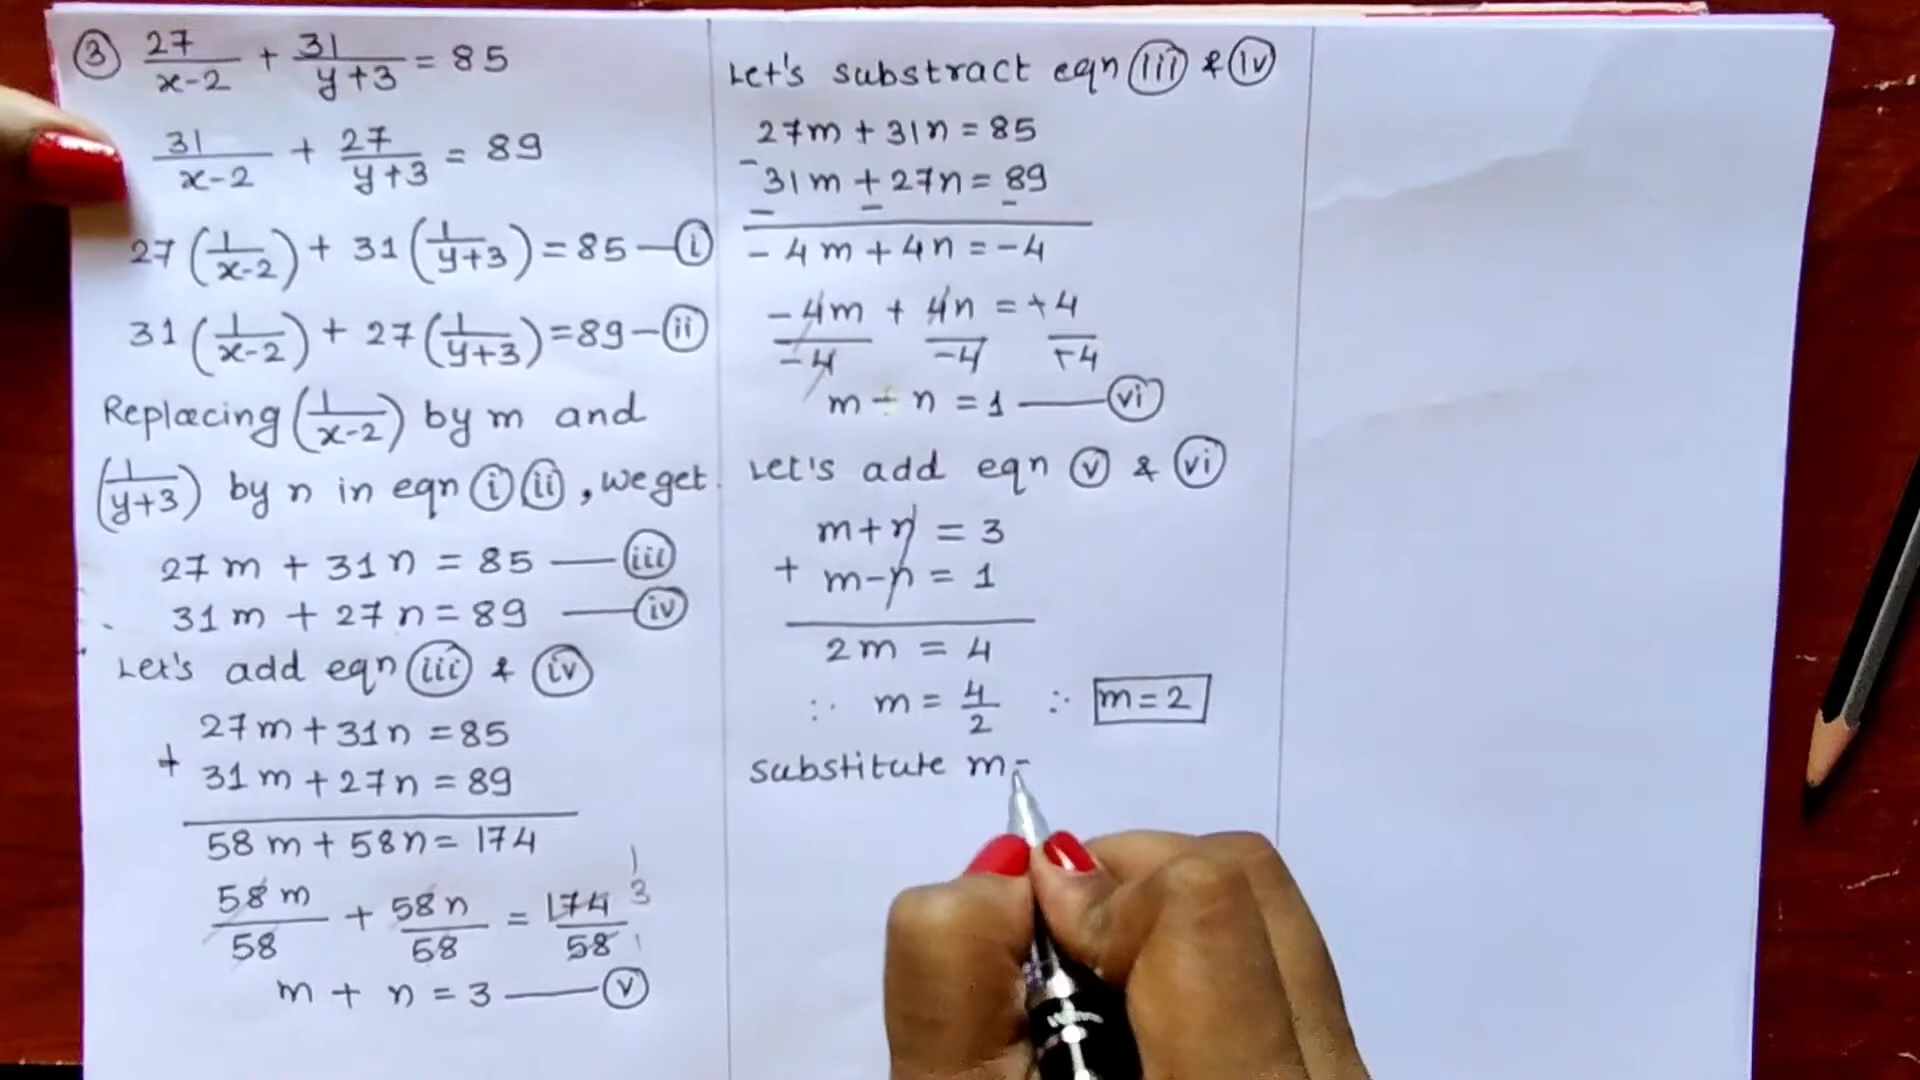 ③ 27/(x-2) + 31/(y+3) = 85
31/(x-2) + 27/(y+3) = 89
27(1/(x-2)) + 31(1/(y+3)) = 85 — (i)
31(1/(x-2)) + 27(1/(y+3)) = 89 — (ii)
Replacing (1/(x-2)) by m and
(1/(y+3)) by n in eqn (i)(ii), we get
27m + 31n = 85 — (iii)
31m + 27n = 89 — (iv)
Let's add eqn (iii) & (iv)
27m + 31n = 85
+ 31m + 27n = 89
58m + 58n = 174
58m/58 + 58n/58 = 174/58 1 3 1
m + n = 3 — (v)
Let's substract eqn (iii) & (iv)
27m + 31n = 85
- 31m + 27n = 89
- - -
- 4m + 4n = -4
-4m/-4 + 4n/-4 = +4/+4
m - n = 1 — (vi)
Let's add eqn (v) & (vi)
m + n = 3
+ m - n = 1
2m = 4
∴ m = 4/2 ∴ m = 2
substitute m -